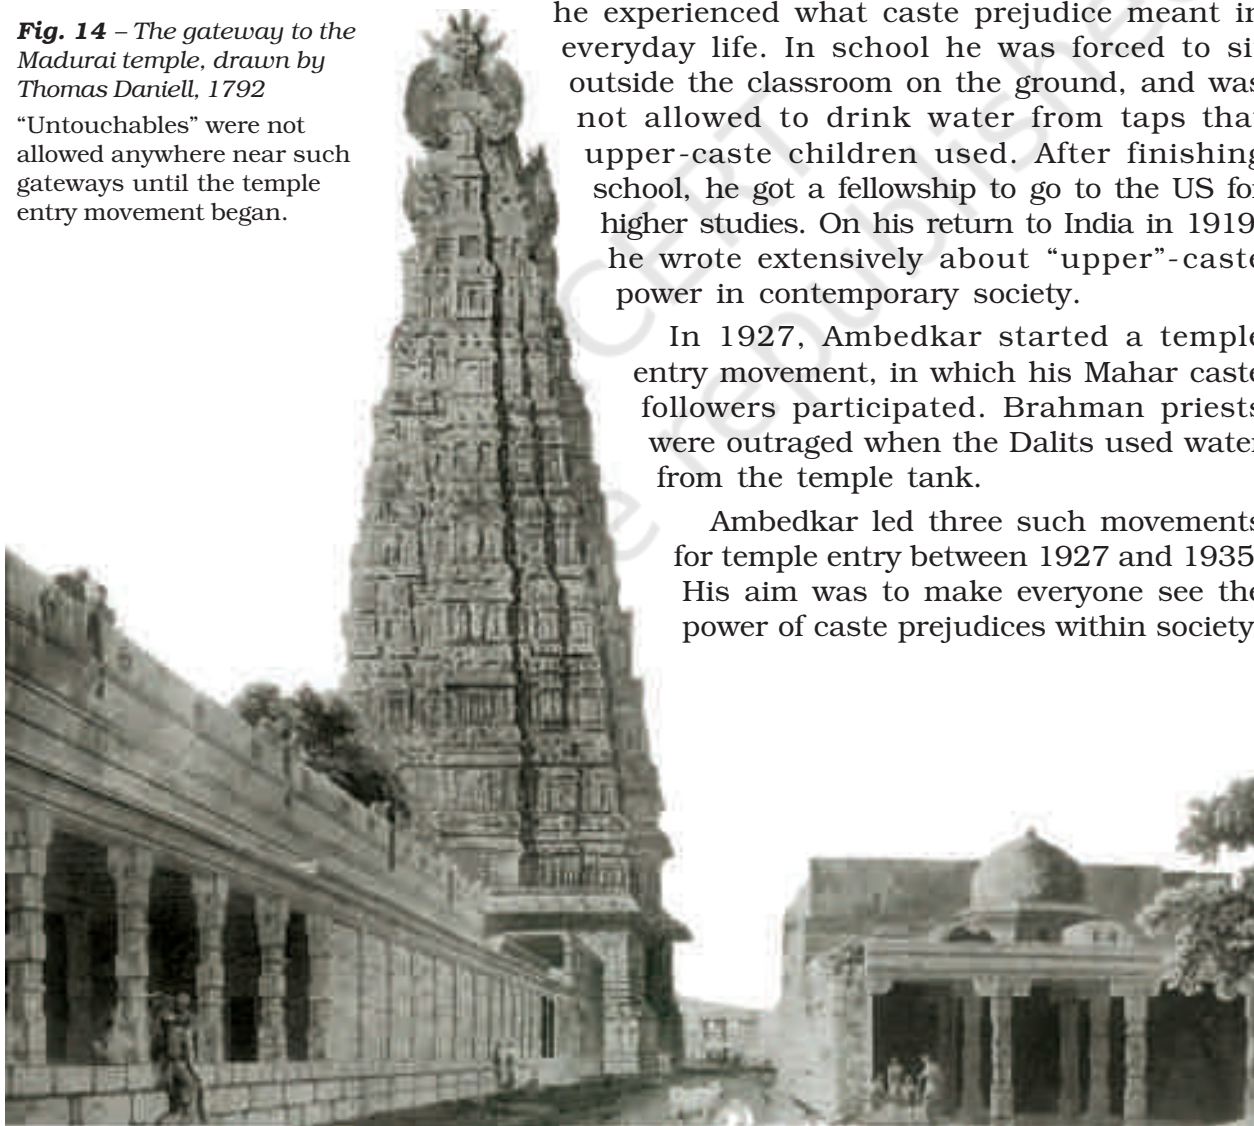 Fig. 14 – The gateway to the
Madurai temple, drawn by
Thomas Daniell, 1792
“Untouchables” were not
allowed anywhere near such
gateways until the temple
entry movement began.
he experienced what caste prejudice meant in
everyday life. In school he was forced to si
outside the classroom on the ground, and was
not allowed to drink water from taps tha
upper-caste children used. After finishing
school, he got a fellowship to go to the US fo
higher studies. On his return to India in 1919
he wrote extensively about “upper”-caste
power in contemporary society.
In 1927, Ambedkar started a temple
entry movement, in which his Mahar caste
followers participated. Brahman priests
were outraged when the Dalits used water
from the temple tank.
Ambedkar led three such movements
for temple entry between 1927 and 1935
His aim was to make everyone see the
power of caste prejudices within society
CERT
republishe